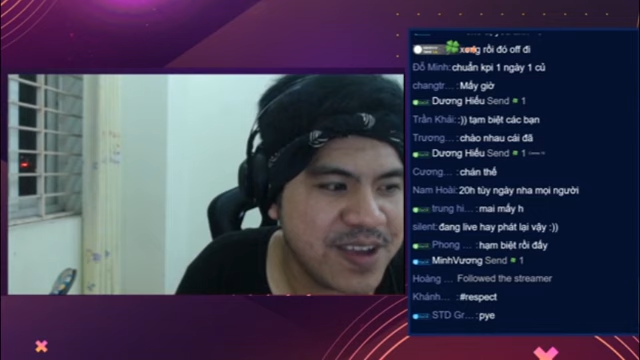 xong rồi đó off đi
Đỗ Minh: chuẩn kpi 1 ngày 1 củ
changtr... : Mấy giờ
Dương Hiếu Send 1
Trần Khải: :)) tạm biệt các bạn
Trương... : chào nhau cái đã
Dương Hiếu Send 1
Cương... : chán thế
Nam Hoài: 20h tùy ngày nha mọi người
trung hi... : mai mấy h
silent: đang live hay phát lại vậy :))
Phong ... : hạm biệt rồi đấy
MinhVương Send 1
Hoàng ... Followed the streamer
Khánh... : #respect
STD Gr... : pye